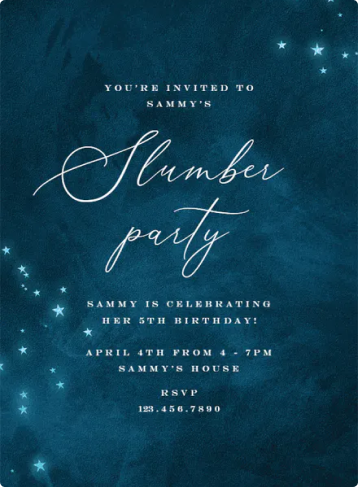 YOU'RE INVITED TO
SAMMY'S
Slumber
party
SAMMY IS CELEBRATING
HER 5TH BIRTHDAY!
APRIL 4TH FROM 4 - 7PM
SAMMY'S HOUSE
RSVP
123.456.7890